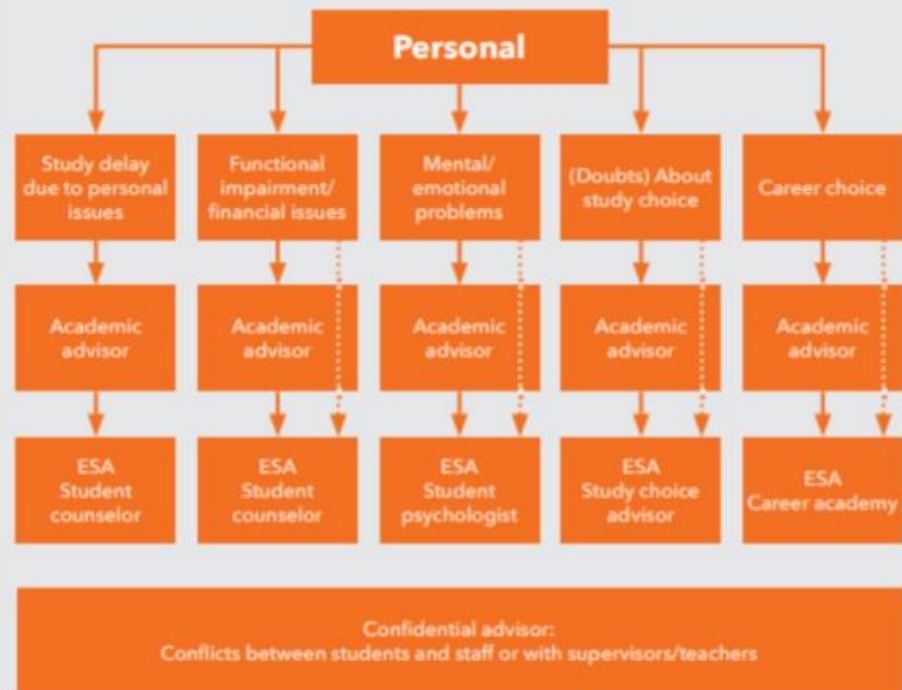 Personal
Study delay
due to personal
issues
Functional
impairment/
financial issues
Mental/
emotional
problems
(Doubts) About
study choice
Career choice
Academic
advisor
Academic
advisor
Academic
advisor
Academic
advisor
Academic
advisor
ESA
Student
counselor
ESA
Student
counselor
ESA
Student
psychologist
ESA
Study choice
advisor
ESA
Career academy
Confidential advisor:
Conflicts between students and staff or with supervisors/teachers